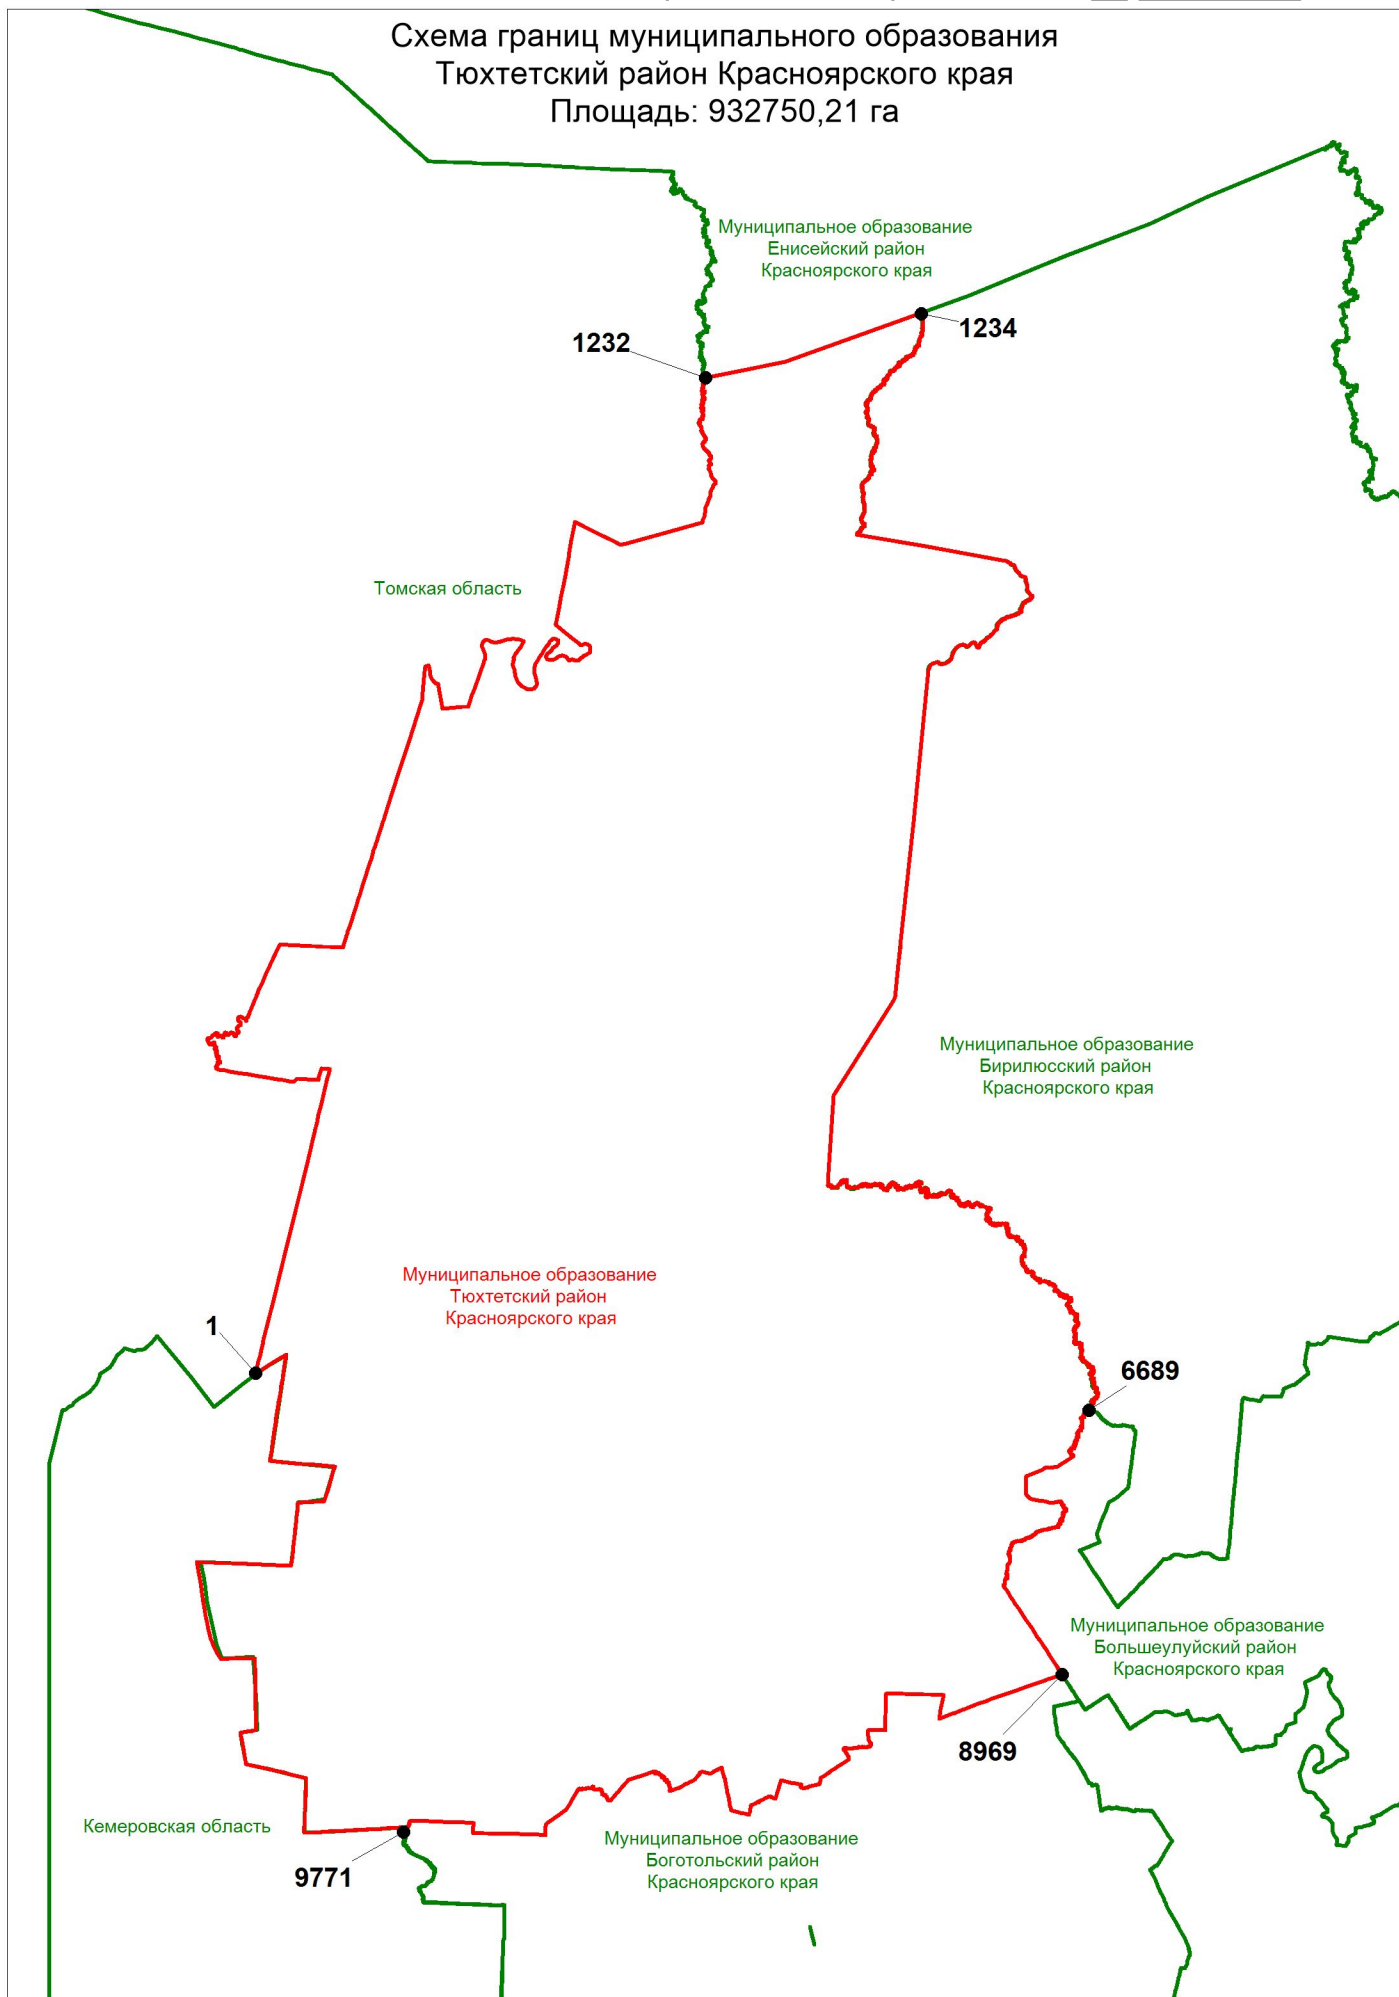 Схема границ муниципального образования
Тюхтетский район Красноярского края
Площадь: 932750,21 га
Муниципальное образование
Енисейский район
Красноярского края
1232
1234
Томская область
Муниципальное образование
Бирилюсский район
Красноярского края
Муниципальное образование
Тюхтетский район
Красноярского края
1
6689
Муниципальное образование
Большеулуйский район
Красноярского края
8969
Кемеровская область
Муниципальное образование
Боготольский район
Красноярского края
9771